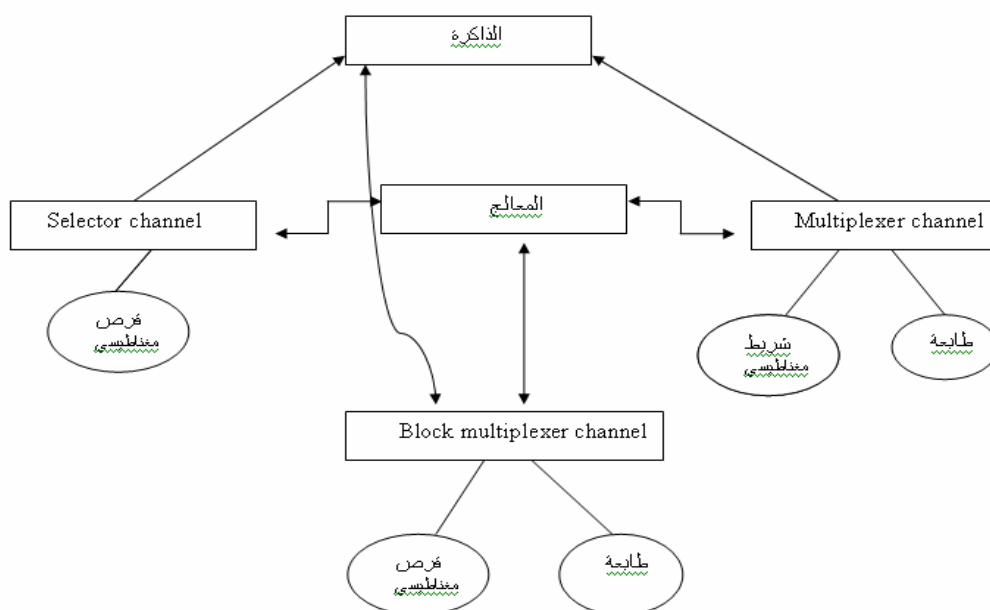 الذاكرة
المعالج
Selector channel
Multiplexer channel
قرص
مغناطيسي
شريط
مغناطيسي
طابعة
Block multiplexer channel
قرص
مغناطيسي
طابعة